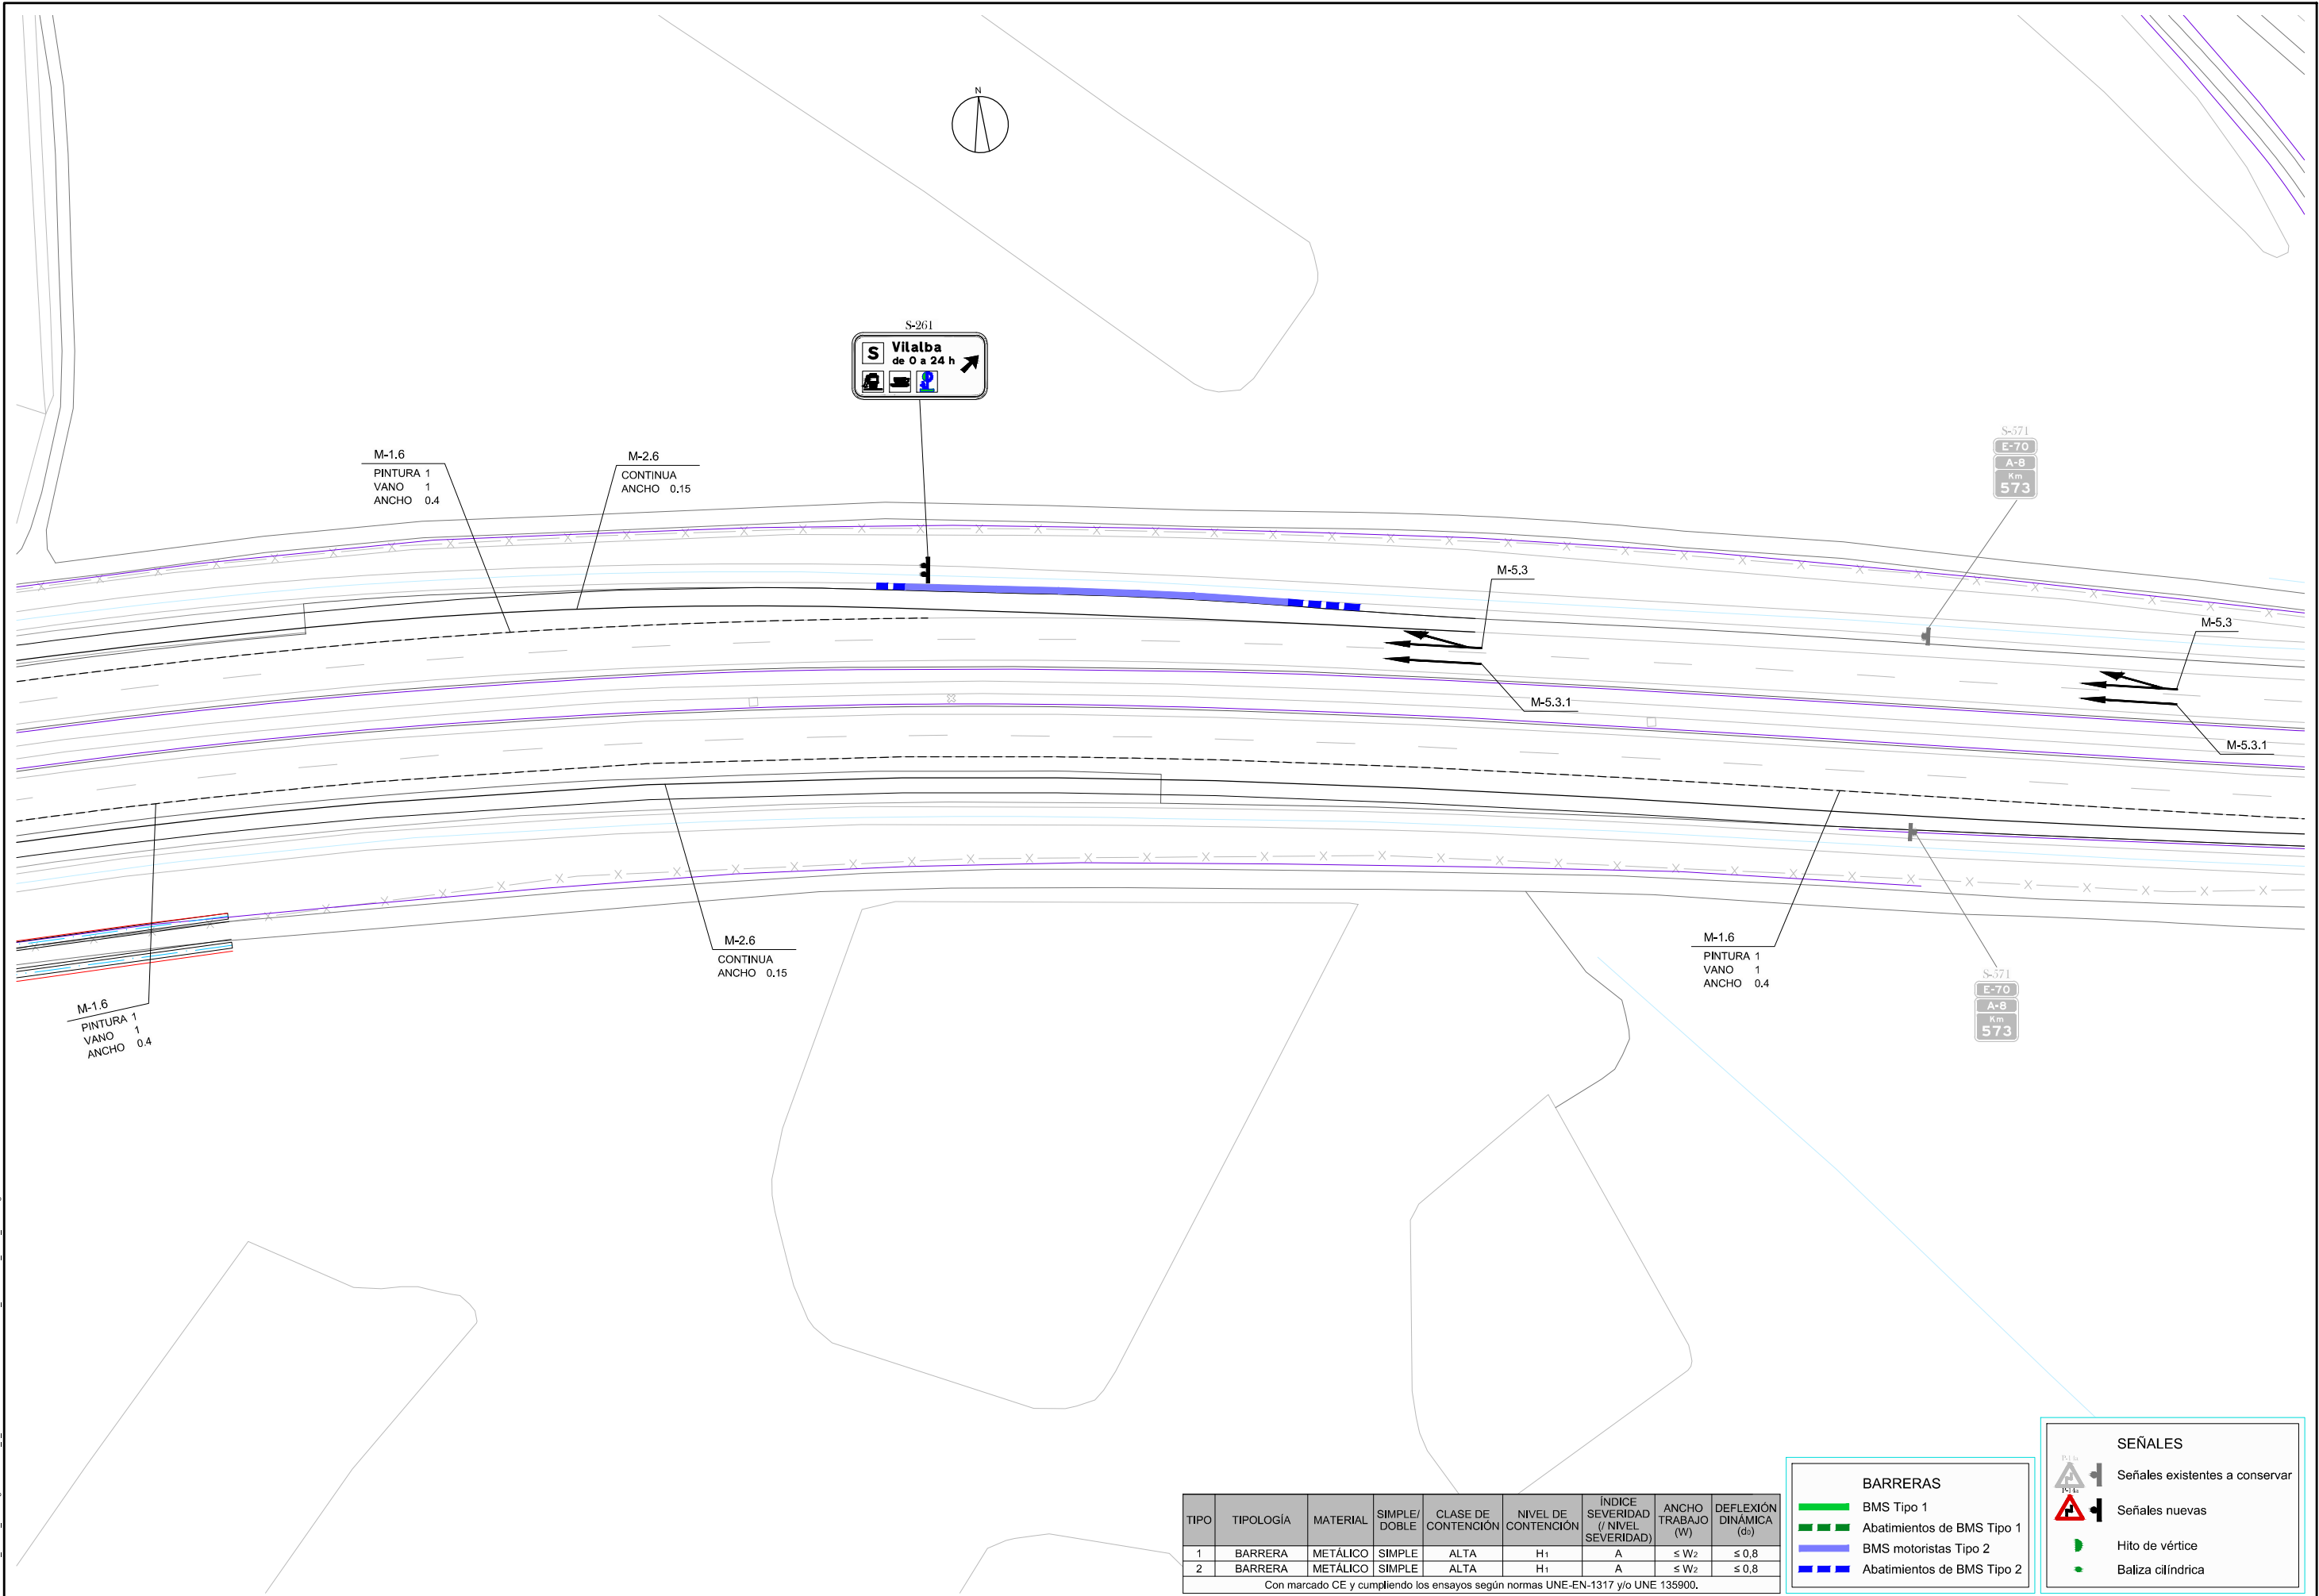 N
S-261
S Vilalba
de 0 a 24 h
M-1.6
PINTURA 1
VANO 1
ANCHO 0.4
M-2.6
CONTINUA
ANCHO 0.15
S-571
E-70
A-8
Km
573
M-5.3
M-5.3.1
M-5.3
M-5.3.1
M-1.6
PINTURA 1
VANO 1
ANCHO 0.4
M-2.6
CONTINUA
ANCHO 0.15
M-1.6
PINTURA 1
VANO 1
ANCHO 0.4
S-571
E-70
A-8
Km
573
TIPO TIPOLOGÍA MATERIAL SIMPLE/ DOBLE CLASE DE CONTENCIÓN NIVEL DE CONTENCIÓN ÍNDICE SEVERIDAD (/ NIVEL SEVERIDAD) ANCHO TRABAJO (W) DEFLEXIÓN DINÁMICA (d₀)
1 BARRERA METÁLICO SIMPLE ALTA H1 A ≤ W2 ≤ 0,8
2 BARRERA METÁLICO SIMPLE ALTA H1 A ≤ W2 ≤ 0,8
Con marcado CE y cumpliendo los ensayos según normas UNE-EN-1317 y/o UNE 135900.
BARRERAS
BMS Tipo 1
Abatimientos de BMS Tipo 1
BMS motoristas Tipo 2
Abatimientos de BMS Tipo 2
SEÑALES
Señales existentes a conservar
Señales nuevas
Hito de vértice
Baliza cilíndrica